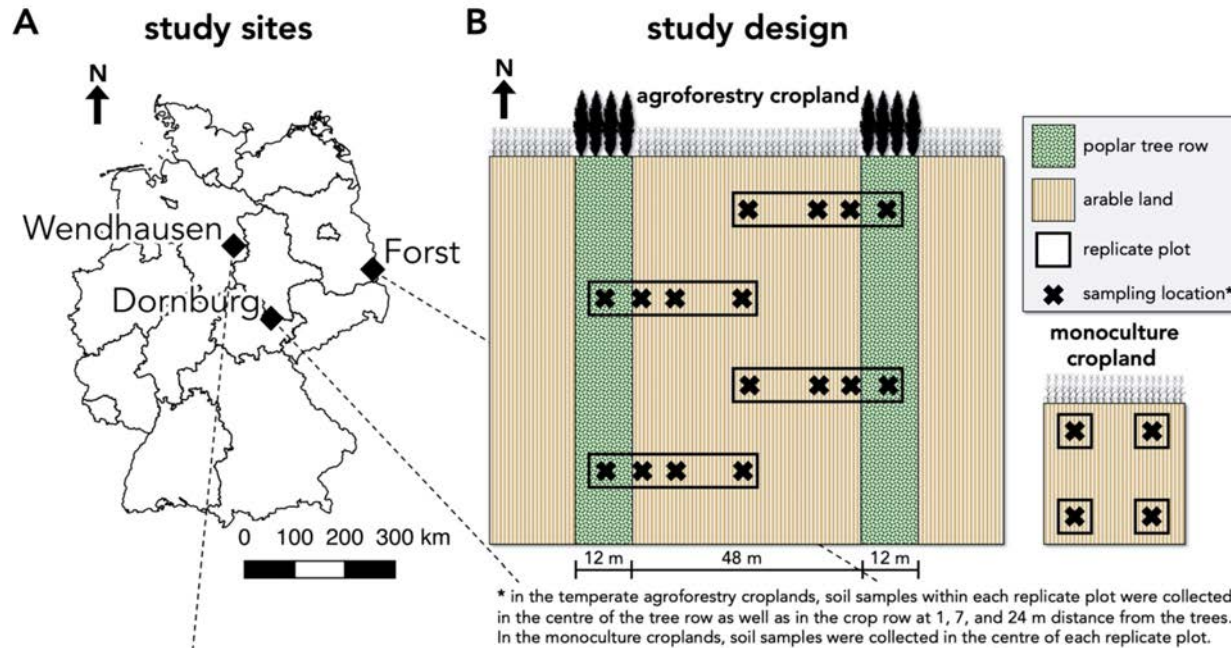 A study sites
N
Wendhausen
Forst
Dornburg
0 100 200 300 km
B study design
N
agroforestry cropland
poplar tree row
arable land
replicate plot
sampling location*
monoculture
cropland
12 m 48 m 12 m
* in the temperate agroforestry croplands, soil samples within each replicate plot were collected
in the centre of the tree row as well as in the crop row at 1, 7, and 24 m distance from the trees.
In the monoculture croplands, soil samples were collected in the centre of each replicate plot.